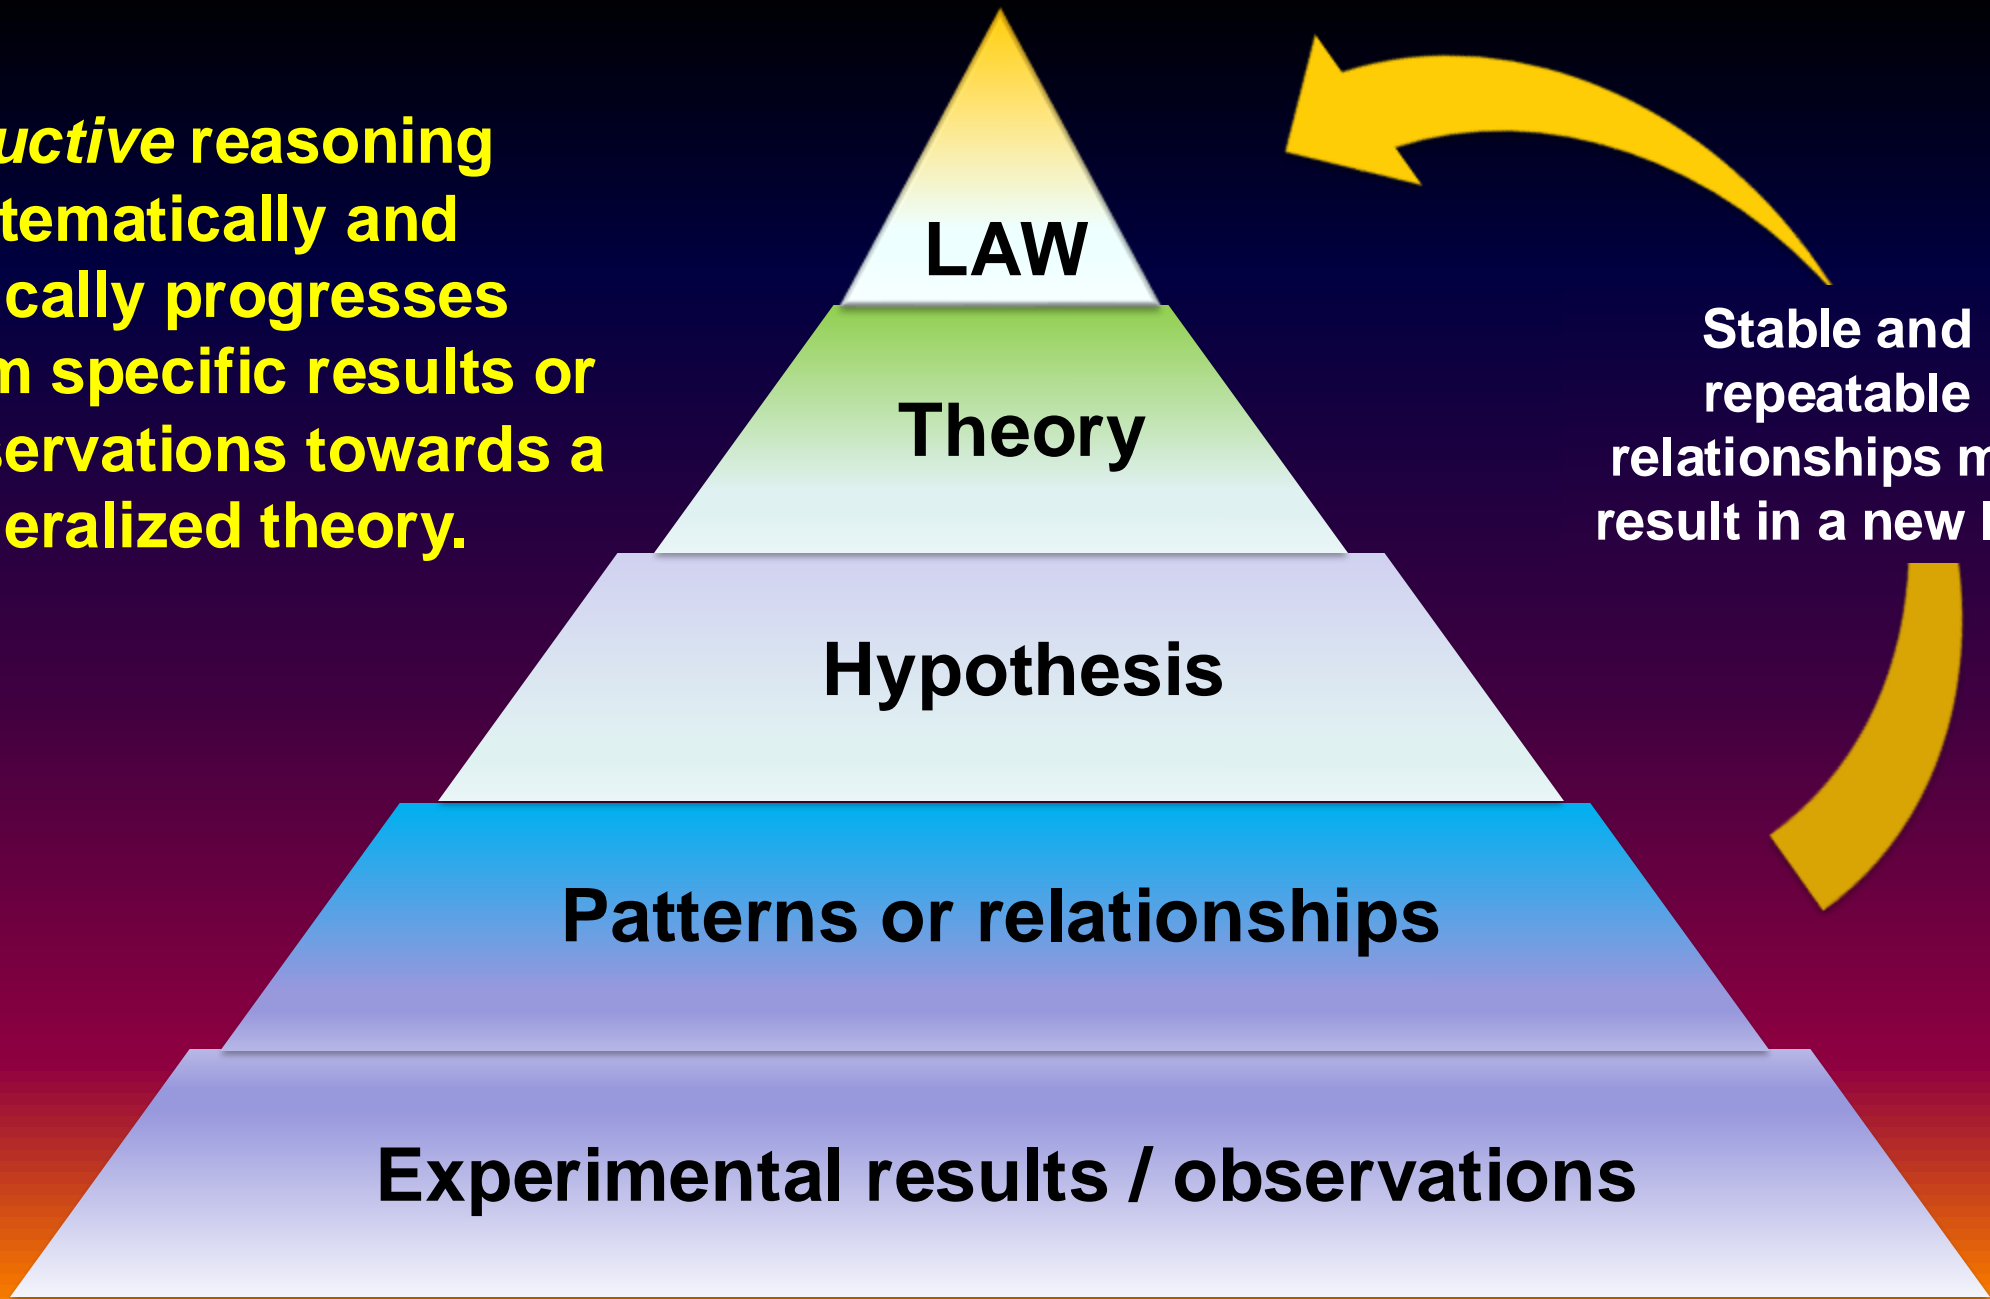 uctive reasoning
tematically and
cally progresses
m specific results or
servations towards a
eralized theory.
LAW
Theory
Hypothesis
Patterns or relationships
Experimental results / observations
Stable and
repeatable
relationships m
result in a new